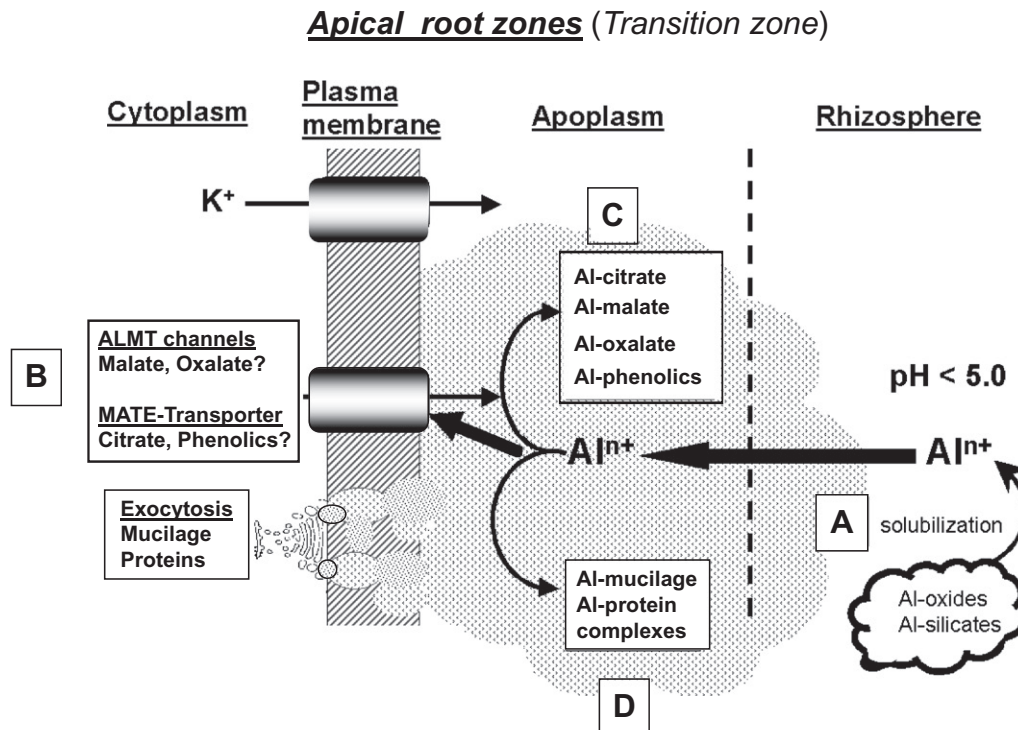 Apical root zones (Transition zone)
Cytoplasm
Plasma
membrane
Apoplasm
Rhizosphere
K+
C
Al-citrate
Al-malate
Al-oxalate
Al-phenolics
B
ALMT channels
Malate, Oxalate?
MATE-Transporter
Citrate, Phenolics?
pH < 5.0
Aln+
Aln+
A
solubilization
Exocytosis
Mucilage
Proteins
Al-mucilage
Al-protein
complexes
Al-oxides
Al-silicates
D